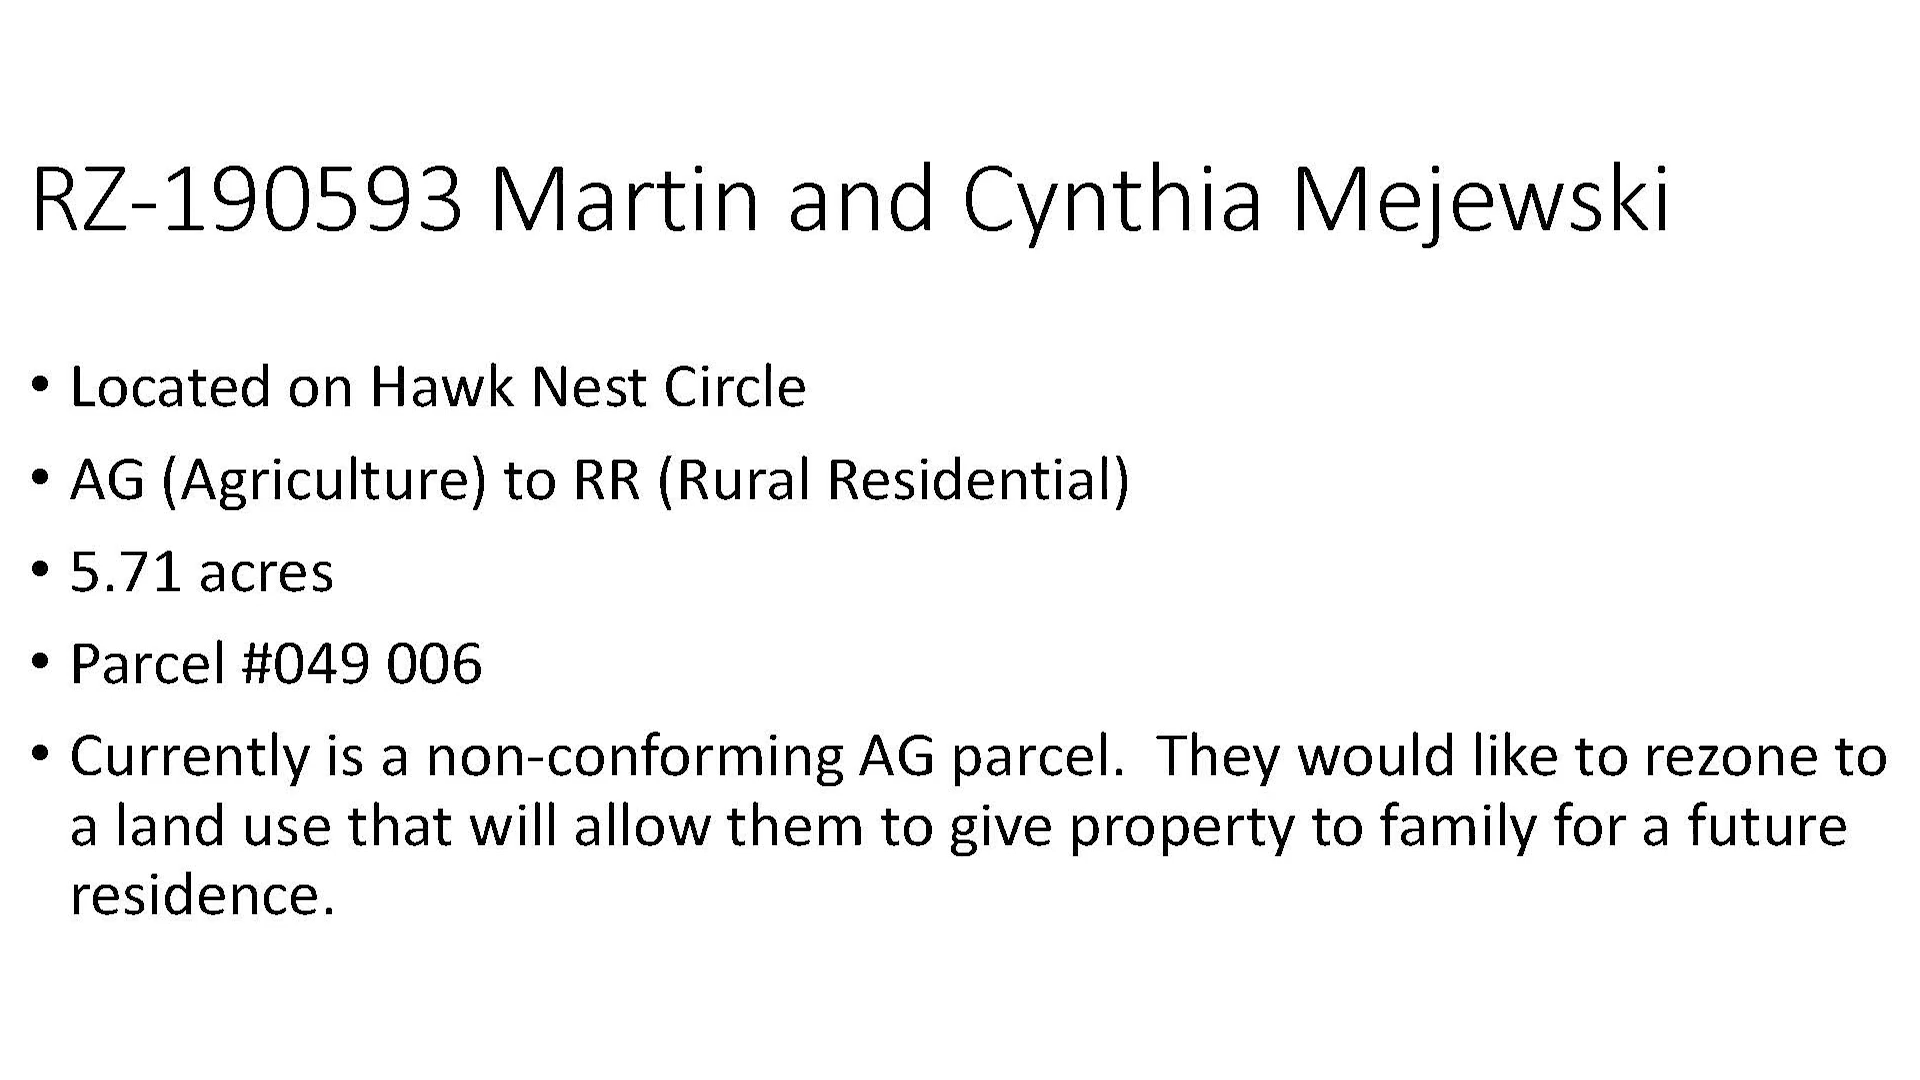 RZ-190593 Martin and Cynthia Mejewski
• Located on Hawk Nest Circle
• AG (Agriculture) to RR (Rural Residential)
• 5.71 acres
• Parcel #049 006
• Currently is a non-conforming AG parcel.  They would like to rezone to
a land use that will allow them to give property to family for a future
residence.